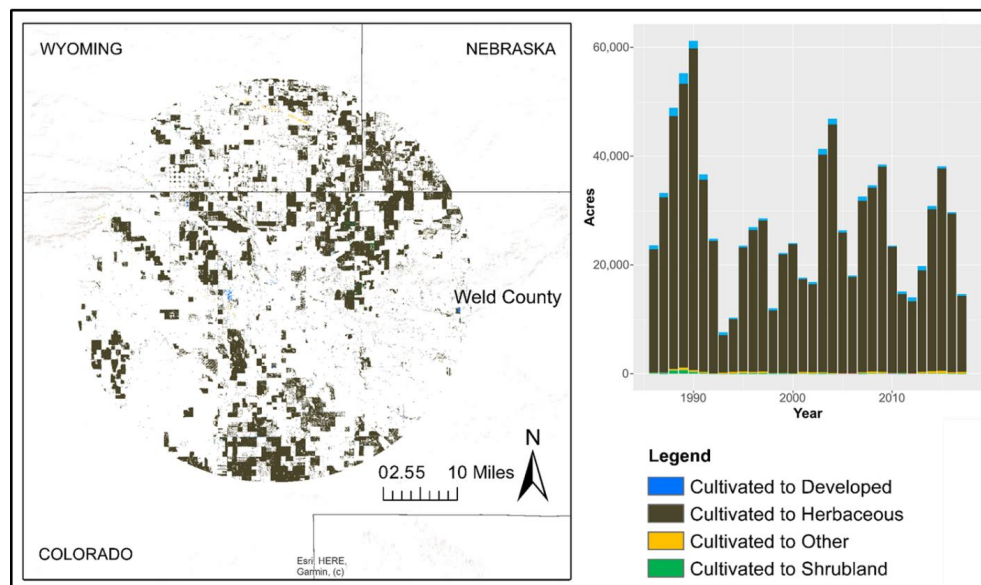 WYOMING
NEBRASKA
Weld County
N
02.55 10 Miles
COLORADO
Esri, HERE,
Garmin, (c)
60,000
40,000
20,000
0
Acres
1990
2000
2010
Year
Legend
Cultivated to Developed
Cultivated to Herbaceous
Cultivated to Other
Cultivated to Shrubland